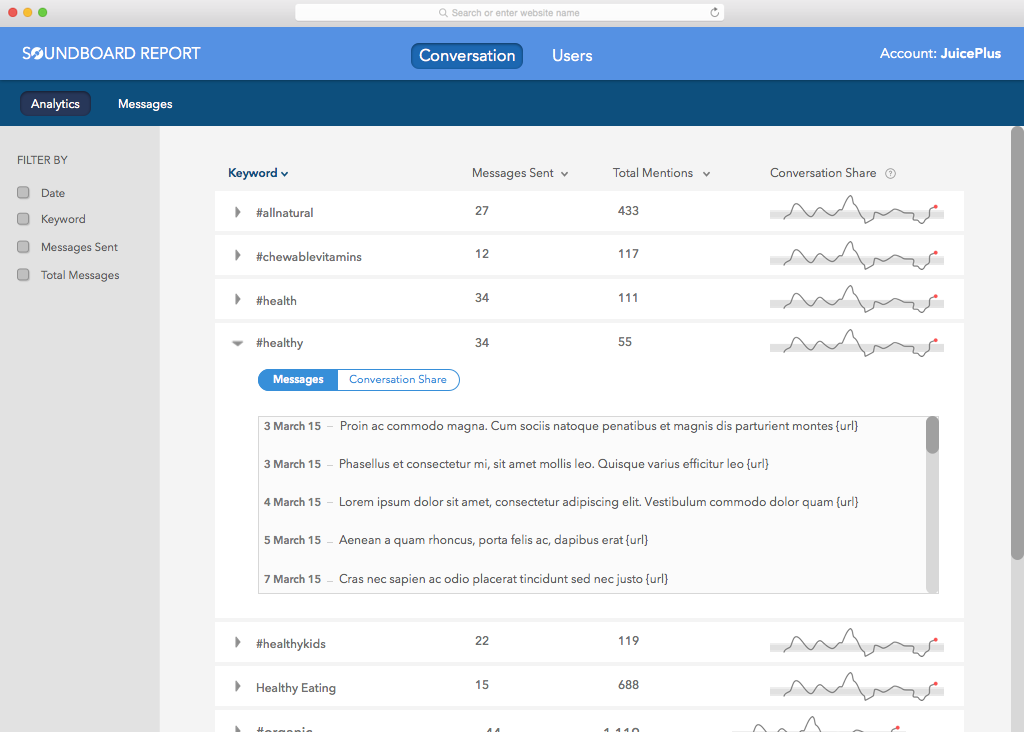 Search or enter website name
SOUNDBOARD REPORT
Conversation
Users
Account: JuicePlus
Analytics
Messages
FILTER BY
Date
Keyword
Messages Sent
Total Messages
Keyword Messages Sent Total Mentions Conversation Share ?
#allnatural 27 433
#chewablevitamins 12 117
#health 34 111
#healthy 34 55
Messages Conversation Share
3 March 15 – Proin ac commodo magna. Cum sociis natoque penatibus et magnis dis parturient montes {url}
3 March 15 – Phasellus et consectetur mi, sit amet mollis leo. Quisque varius efficitur leo {url}
4 March 15 – Lorem ipsum dolor sit amet, consectetur adipiscing elit. Vestibulum commodo dolor quam {url}
5 March 15 – Aenean a quam rhoncus, porta felis ac, dapibus erat {url}
7 March 15 – Cras nec sapien ac odio placerat tincidunt sed nec justo {url}
#healthykids 22 119
Healthy Eating 15 688
#organic 44 1,119